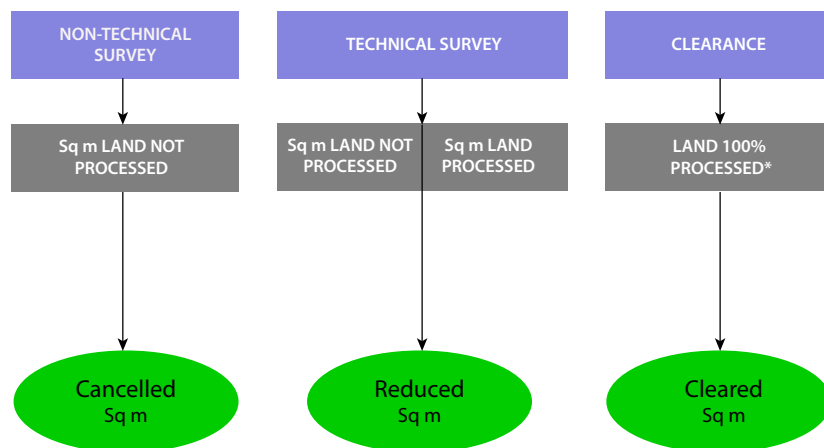 NON-TECHNICAL
SURVEY
TECHNICAL SURVEY
CLEARANCE
Sq m LAND NOT
PROCESSED
Sq m LAND NOT
PROCESSED
Sq m LAND
PROCESSED
LAND 100%
PROCESSED*
Cancelled
Sq m
Reduced
Sq m
Cleared
Sq m